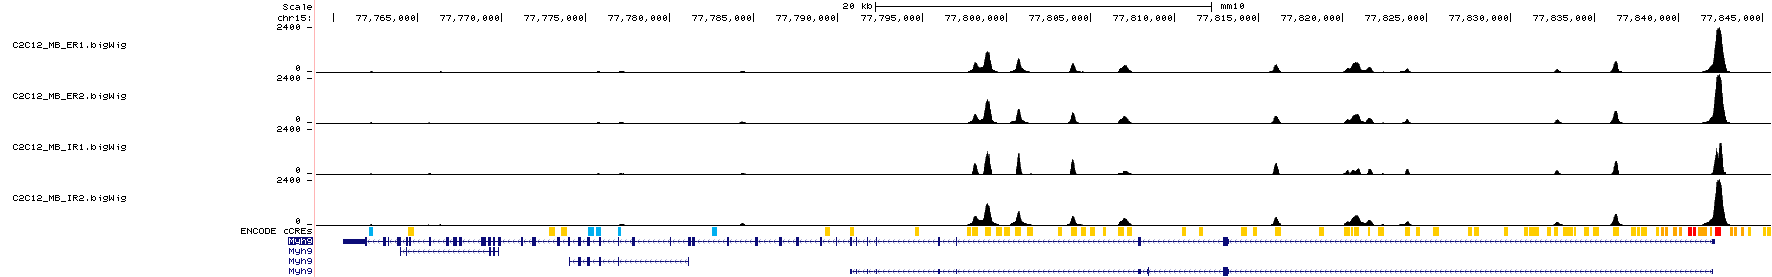 Scale 20 kb mm10
chr15: 77,765,000 77,770,000 77,775,000 77,780,000 77,785,000 77,790,000 77,795,000 77,800,000 77,805,000 77,810,000 77,815,000 77,820,000 77,825,000 77,830,000 77,835,000 77,840,000 77,845,000
2400
C2C12_MB_ER1.bigWig
0
2400
C2C12_MB_ER2.bigWig
0
2400
C2C12_MB_IR1.bigWig
0
2400
C2C12_MB_IR2.bigWig
0
ENCODE cCREs
Myh9
Myh9
Myh9
Myh9